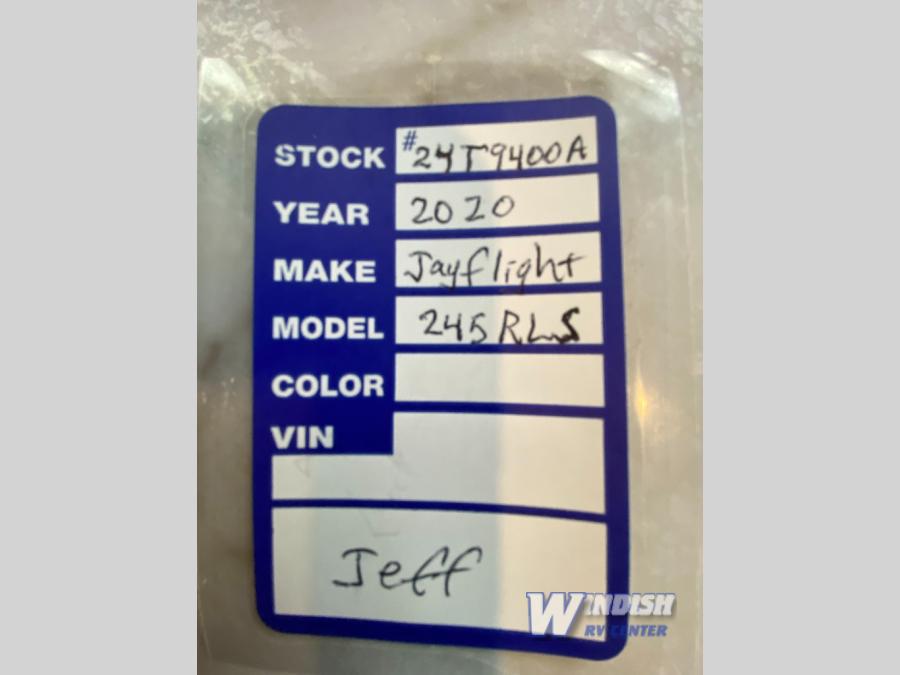 STOCK #24T9400A
YEAR 2020
MAKE Jayflight
MODEL 245RLS
COLOR
VIN
Jeff
WINDISH
RV CENTER